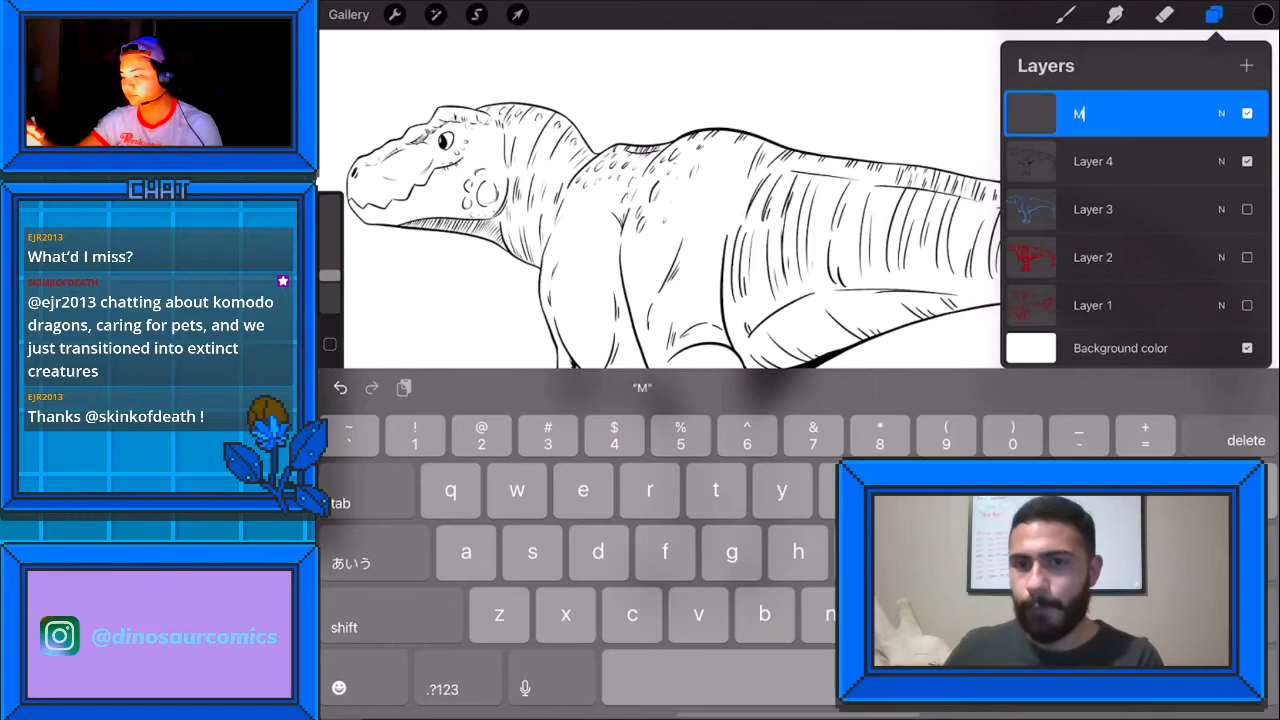 Gallery
Layers
M
N
Layer 4
N
Layer 3
N
Layer 2
N
Layer 1
N
Background color
CHAT
EJR2013
What'd I miss?
SKINKOFDEATH
@ejr2013 chatting about komodo
dragons, caring for pets, and we
just transitioned into extinct
creatures
EJR2013
Thanks @skinkofdeath !
@dinosaurcomics
"M"
~ ! @ # $ % ^ & * ( ) — +
` 1 2 3 4 5 6 7 8 9 0 - =
delete
tab q w e r t y
あいう a s d f g h
shift z x c v b n
.?123